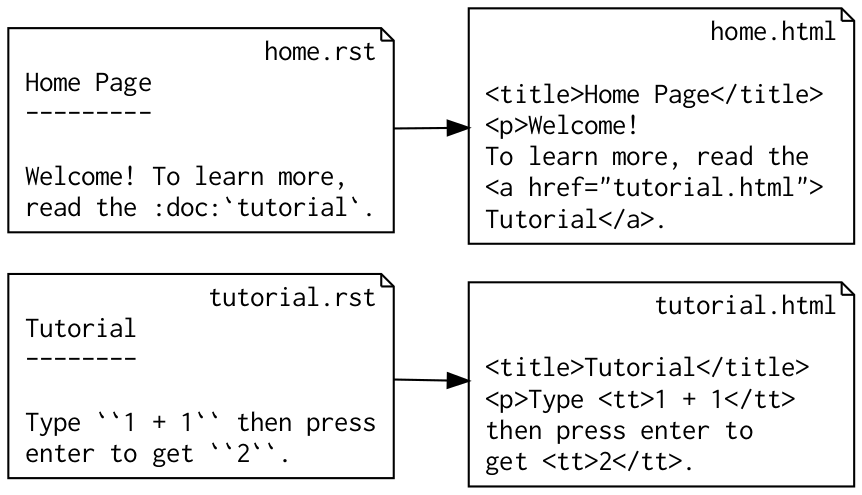 home.rst
Home Page
---------
Welcome! To learn more,
read the :doc:`tutorial`.
home.html
<title>Home Page</title>
<p>Welcome!
To learn more, read the
<a href="tutorial.html">
Tutorial</a>.
tutorial.rst
Tutorial
--------
Type ``1 + 1`` then press
enter to get ``2``.
tutorial.html
<title>Tutorial</title>
<p>Type <tt>1 + 1</tt>
then press enter to
get <tt>2</tt>.